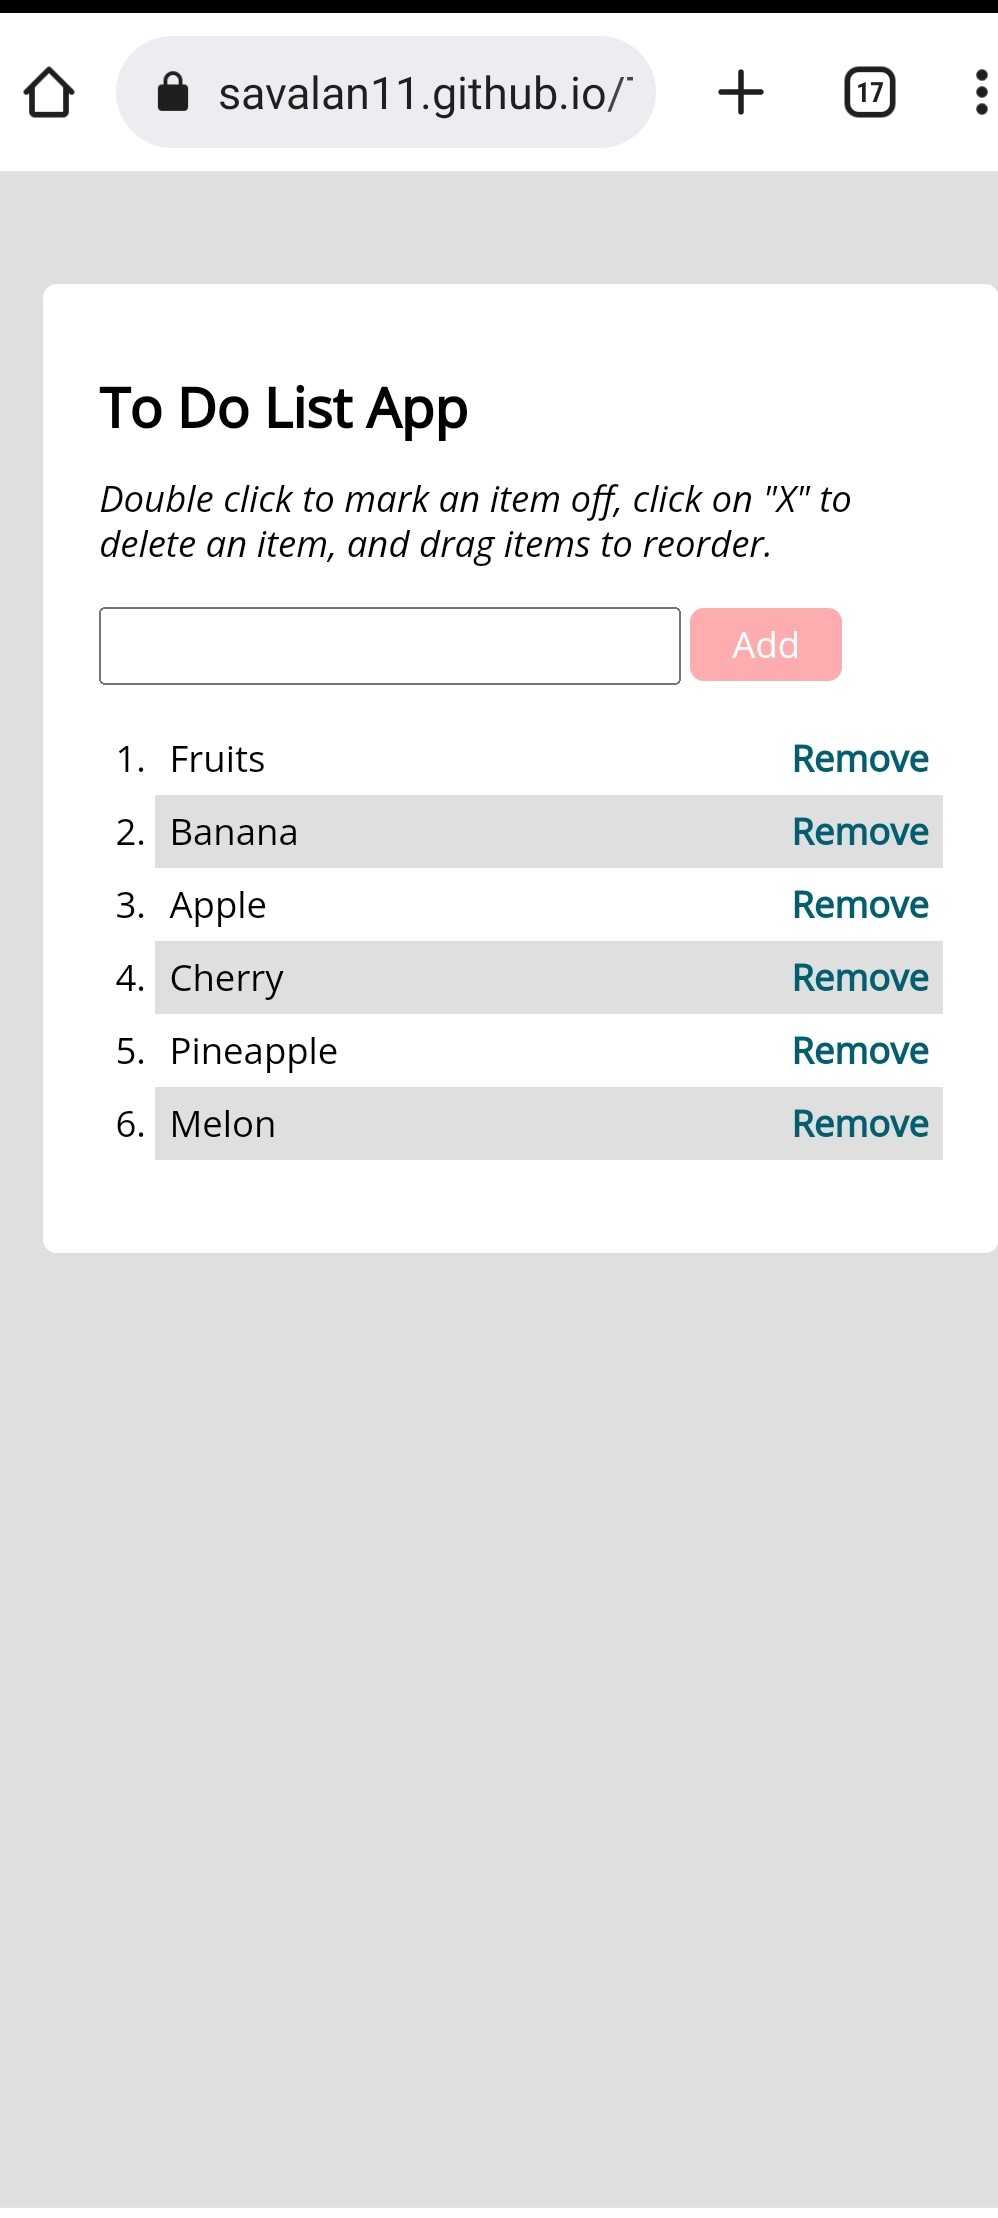 savalan11.github.io/
17
To Do List App
Double click to mark an item off, click on "X" to
delete an item, and drag items to reorder.
Add
1. Fruits Remove
2. Banana Remove
3. Apple Remove
4. Cherry Remove
5. Pineapple Remove
6. Melon Remove